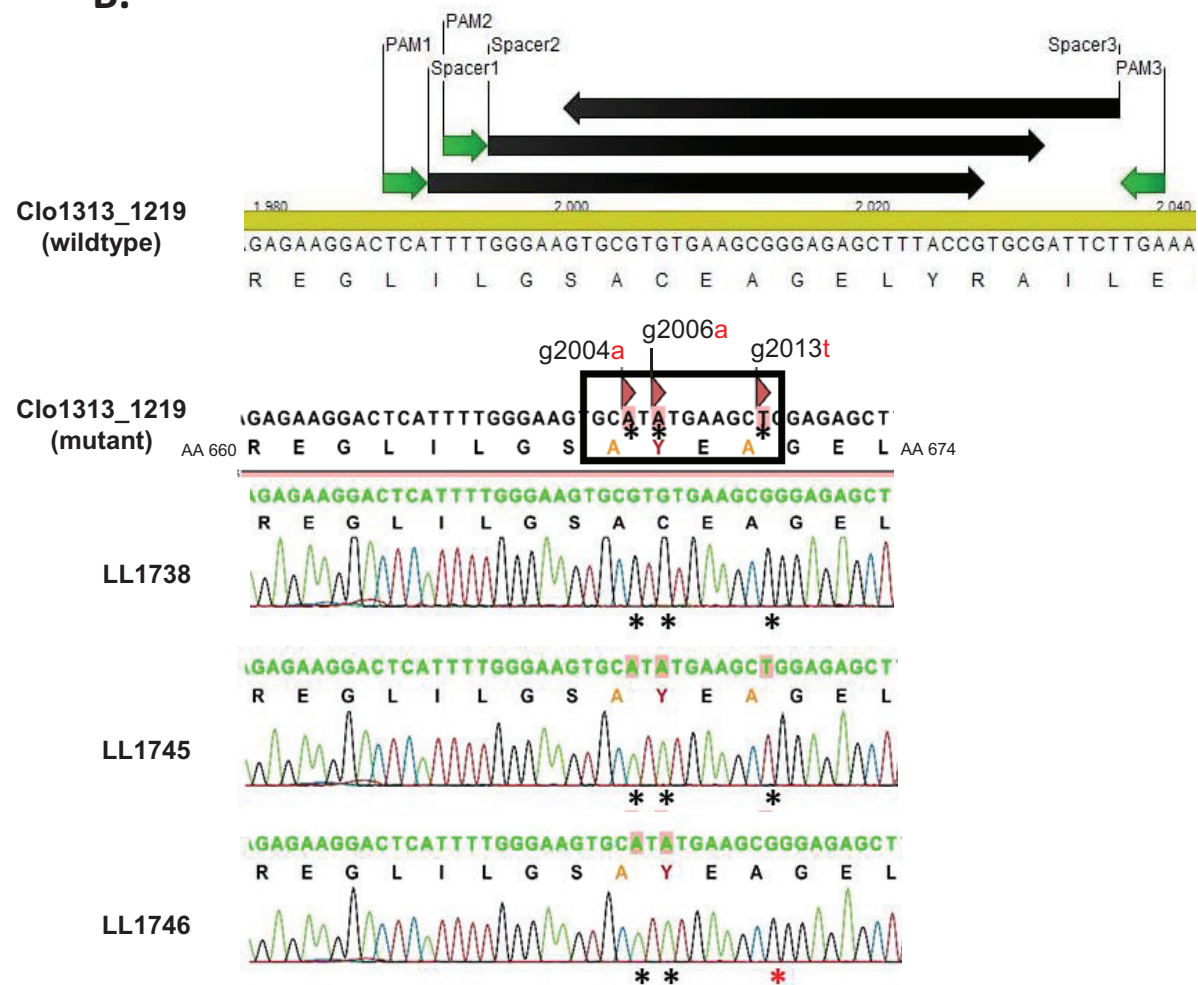 B.
PAM2
PAM1 Spacer2 Spacer3
Spacer1 PAM3
1,980 2,000 2,020 2,040
Clo1313_1219
(wildtype)
GAGAAGGACTCATTTTGGGAAGTGCGTGTGAAGCGGGAGAGCTTTACCGTGCGATTCTTGAAA
R E G L I L G S A C E A G E L Y R A I L E
g2004a g2006a g2013t
Clo1313_1219
(mutant)
GAGAAGGACTCATTTTGGGAAGTGCATATGAAGCTGGAGAGCT
* * *
AA 660 R E G L I L G S A Y E A G E L AA 674
GAGAAGGACTCATTTTGGGAAGTGCGTGTGAAGCGGGAGAGCT
R E G L I L G S A C E A G E L
LL1738
* * *
GAGAAGGACTCATTTTGGGAAGTGCATATGAAGCTGGAGAGCT
R E G L I L G S A Y E A G E L
LL1745
* * *
GAGAAGGACTCATTTTGGGAAGTGCATATGAAGCGGGAGAGCT
R E G L I L G S A Y E A G E L
LL1746
* * *